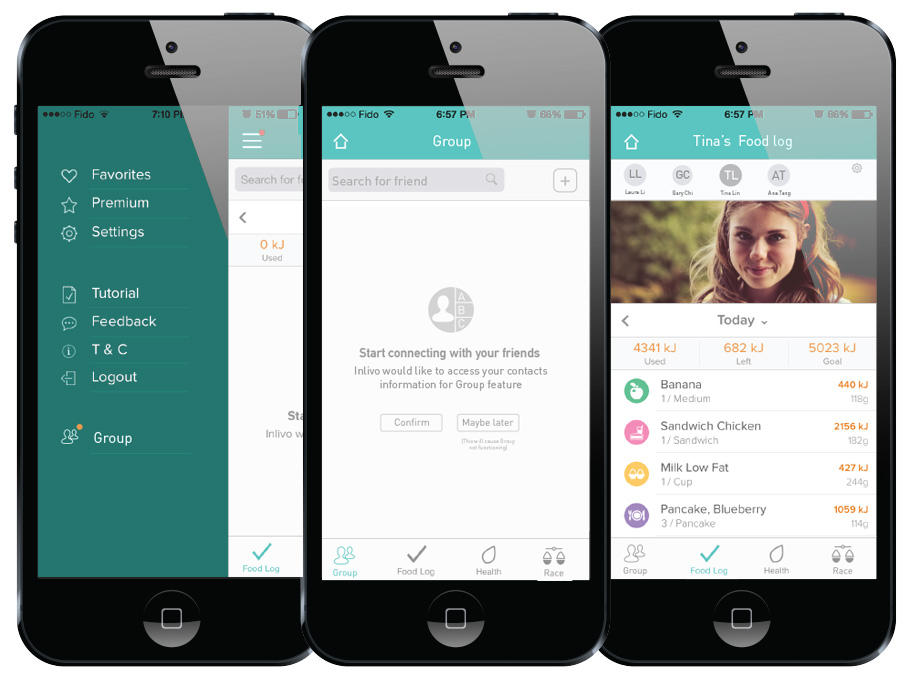 Fido 7:10 P
51%
Favorites
Premium
Settings
Tutorial
Feedback
T & C
Logout
Group
Search for f
0 kJ
Used
Sta
Inlivo w
Food Log
Fido 6:57 PM 86%
Group
Search for friend
A
B
C
Start connecting with your friends
Inlivo would like to access your contacts
information for Group feature
Confirm
Maybe later
(This will cause Group
not functioning)
Group
Food Log
Health
Race
Fido 6:57 PM 86%
Tina's Food log
LL GC TL AT
Laura Li Gary Chi Tina Lin Ana Tang
Today
4341 kJ 682 kJ 5023 kJ
Used Left Goal
Banana 440 kJ
1 / Medium 118g
Sandwich Chicken 2156 kJ
1 / Sandwich 182g
Milk Low Fat 427 kJ
1 / Cup 244g
Pancake, Blueberry 1059 kJ
3 / Pancake 114g
Group
Food Log
Health
Race